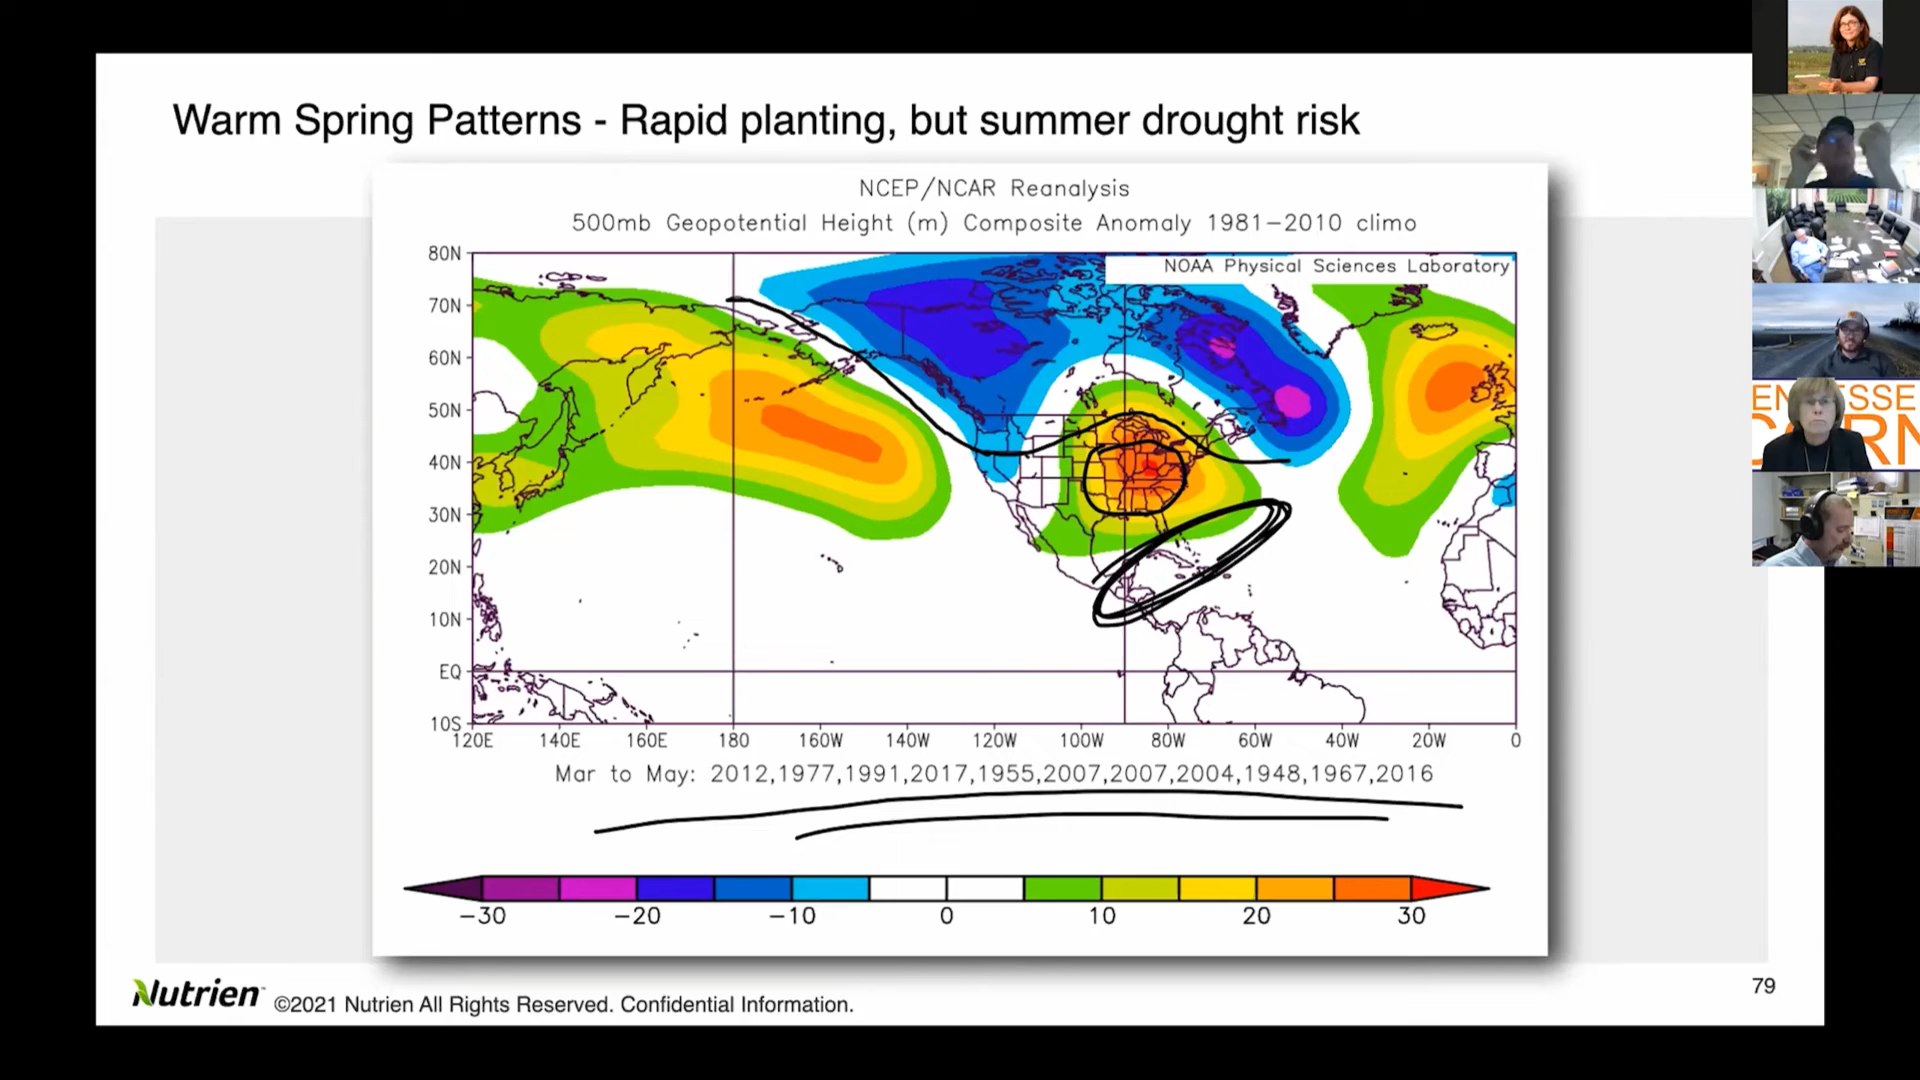 Warm Spring Patterns - Rapid planting, but summer drought risk
NCEP/NCAR Reanalysis
500mb Geopotential Height (m) Composite Anomaly 1981−2010 climo
NOAA Physical Sciences Laboratory
80N
70N
60N
50N
40N
30N
20N
10N
EQ
10S
120E 140E 160E 180 160W 140W 120W 100W 80W 60W 40W 20W 0
Mar to May: 2012,1977,1991,2017,1955,2007,2007,2004,1948,1967,2016
−30 −20 −10 0 10 20 30
Nutrien ©2021 Nutrien All Rights Reserved. Confidential Information.
79